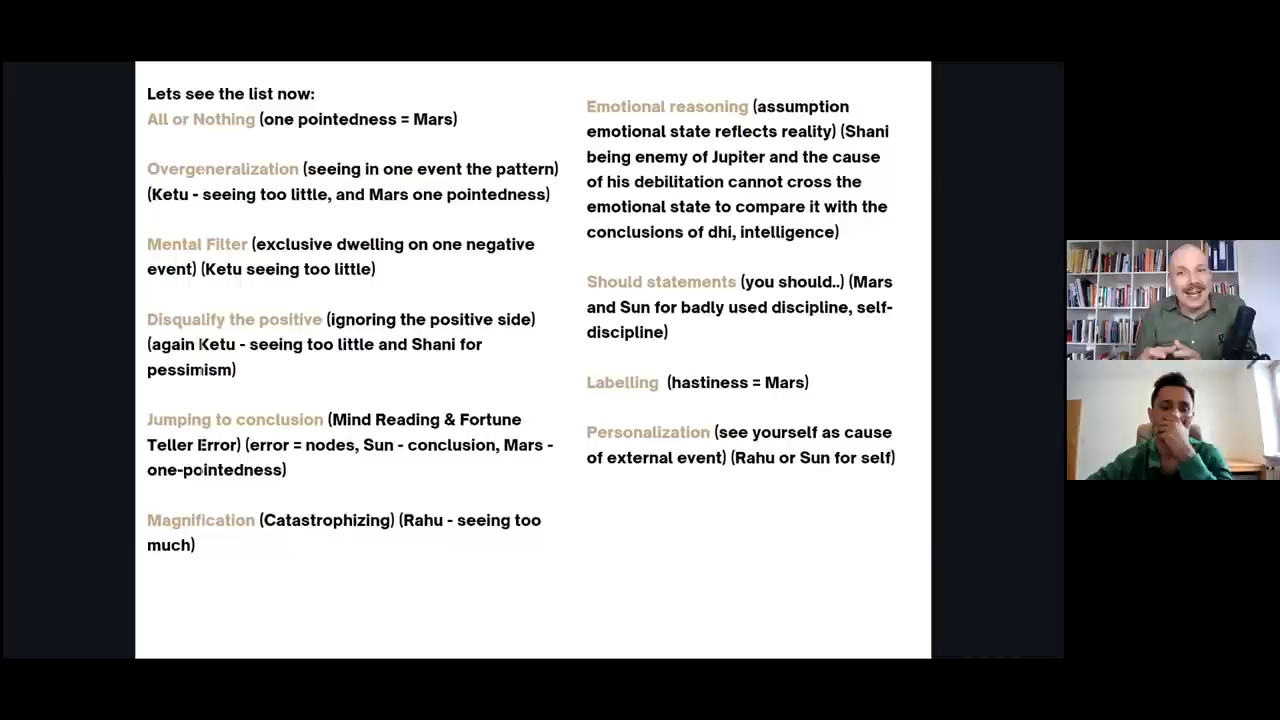 Lets see the list now:
All or Nothing (one pointedness = Mars)
Overgeneralization (seeing in one event the pattern)
(Ketu - seeing too little, and Mars one pointedness)
Mental Filter (exclusive dwelling on one negative
event) (Ketu seeing too little)
Disqualify the positive (ignoring the positive side)
(again Ketu - seeing too little and Shani for
pessimism)
Jumping to conclusion (Mind Reading & Fortune
Teller Error) (error = nodes, Sun - conclusion, Mars -
one-pointedness)
Magnification (Catastrophizing) (Rahu - seeing too
much)
Emotional reasoning (assumption
emotional state reflects reality) (Shani
being enemy of Jupiter and the cause
of his debilitation cannot cross the
emotional state to compare it with the
conclusions of dhi, intelligence)
Should statements (you should..) (Mars
and Sun for badly used discipline, self-
discipline)
Labelling (hastiness = Mars)
Personalization (see yourself as cause
of external event) (Rahu or Sun for self)